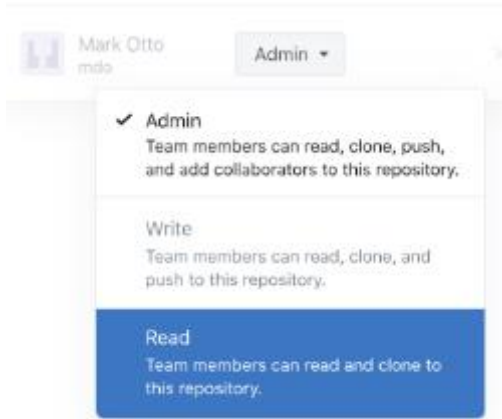 Mark Otto
mdo
Admin
Admin
Team members can read, clone, push,
and add collaborators to this repository.
Write
Team members can read, clone, and
push to this repository.
Read
Team members can read and clone to
this repository.